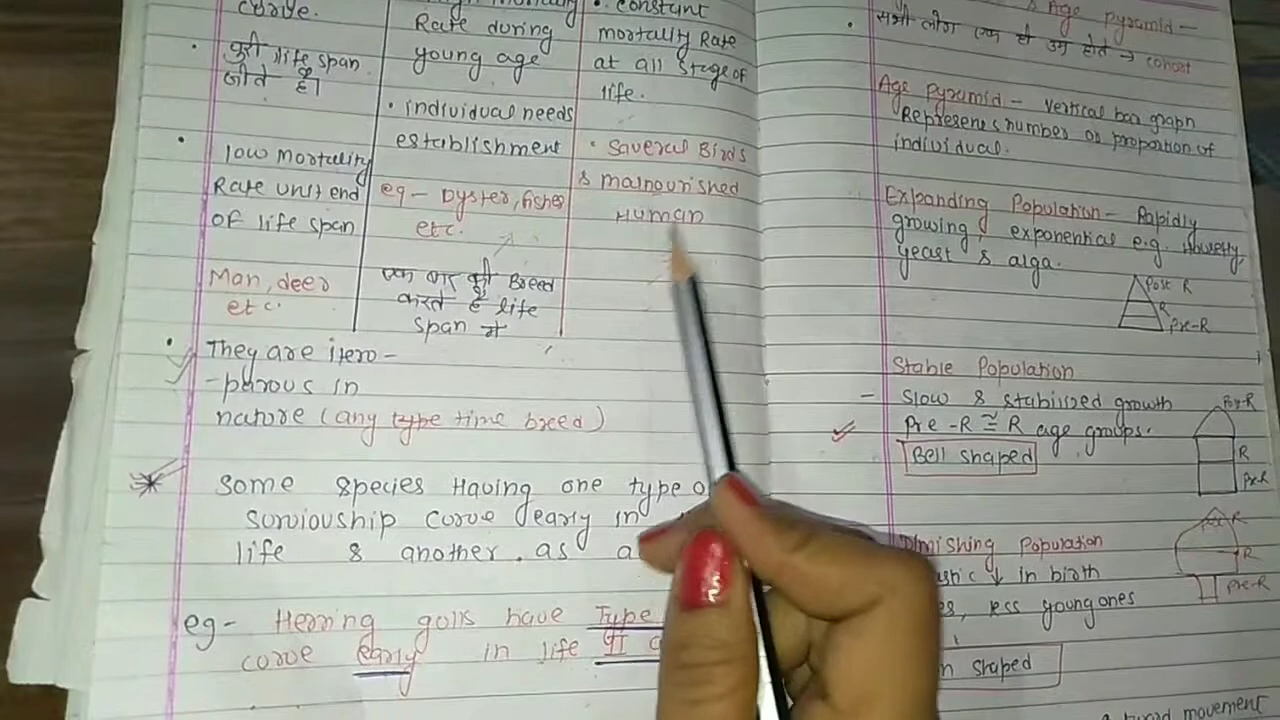 curve.
पूरी life span
जीते हैं।
low mortality
Rate unit end
of life span
Man, deer
etc.
Rate during
young age
• individual needs
establishment
eg - Oyster, fishes
etc.
एक बार ही Breed
करते हैं life
span में
• constant
mortality Rate
at all stage of
life.
• Saveral Birds
& malnourished
Human
• They are itero-
-parous in
nature (any type time breed)
Some species Having one type
survivuship curve early in
life & another as a
eg- Herring gulls have Type
curve early in life II
& Age pyramid -
• सभी लोग एक ही उम्र होते → cohort
Age Pyramid - vertical bar graph
Represents number or proportion of
individual.
Expanding Population - Rapidly
growing, exponential e.g.
yeast & alga.
Post R
R
Pre-R
Stable Population
- Slow & stabilized growth
Pre-R ≅ R age groups.
Bell shaped
Post-R
R
Pre-R
Population
↓ in birth
less young ones
shaped
R
R
Pre-R
movement